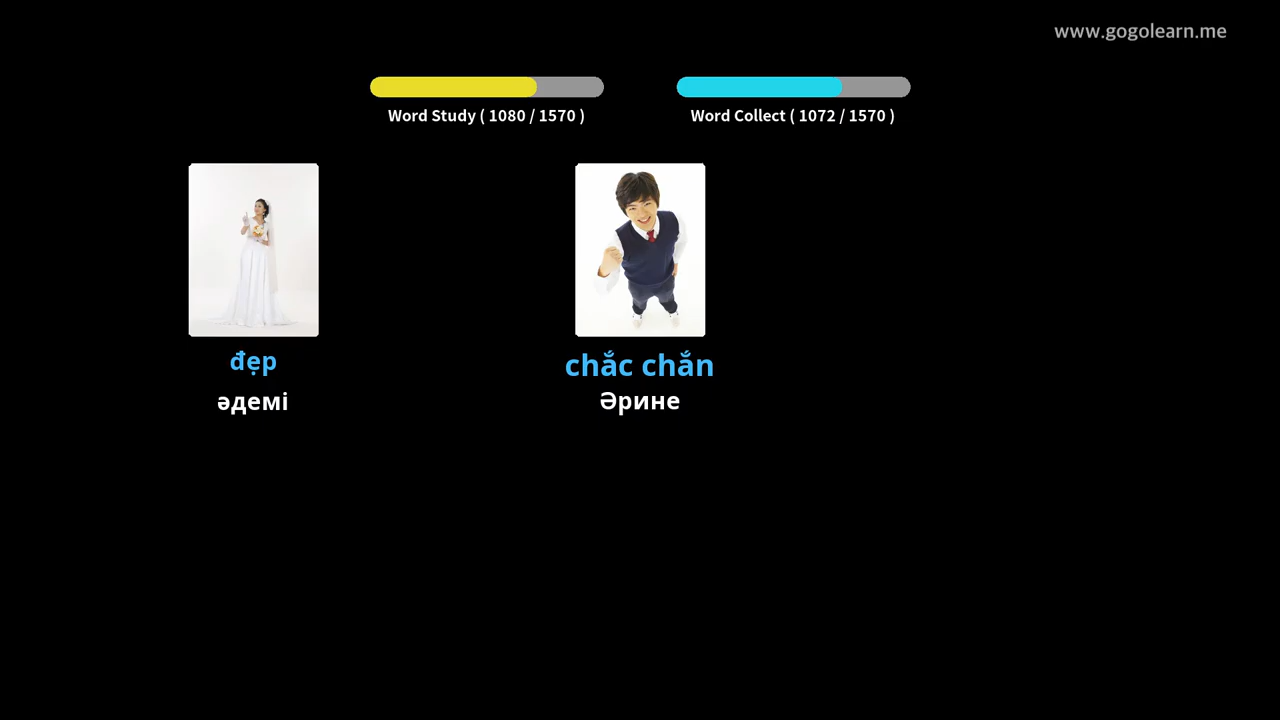 www.gogolearn.me
Word Study ( 1080 / 1570 )
Word Collect ( 1072 / 1570 )
đẹp
chắc chắn
әдемі
Әрине